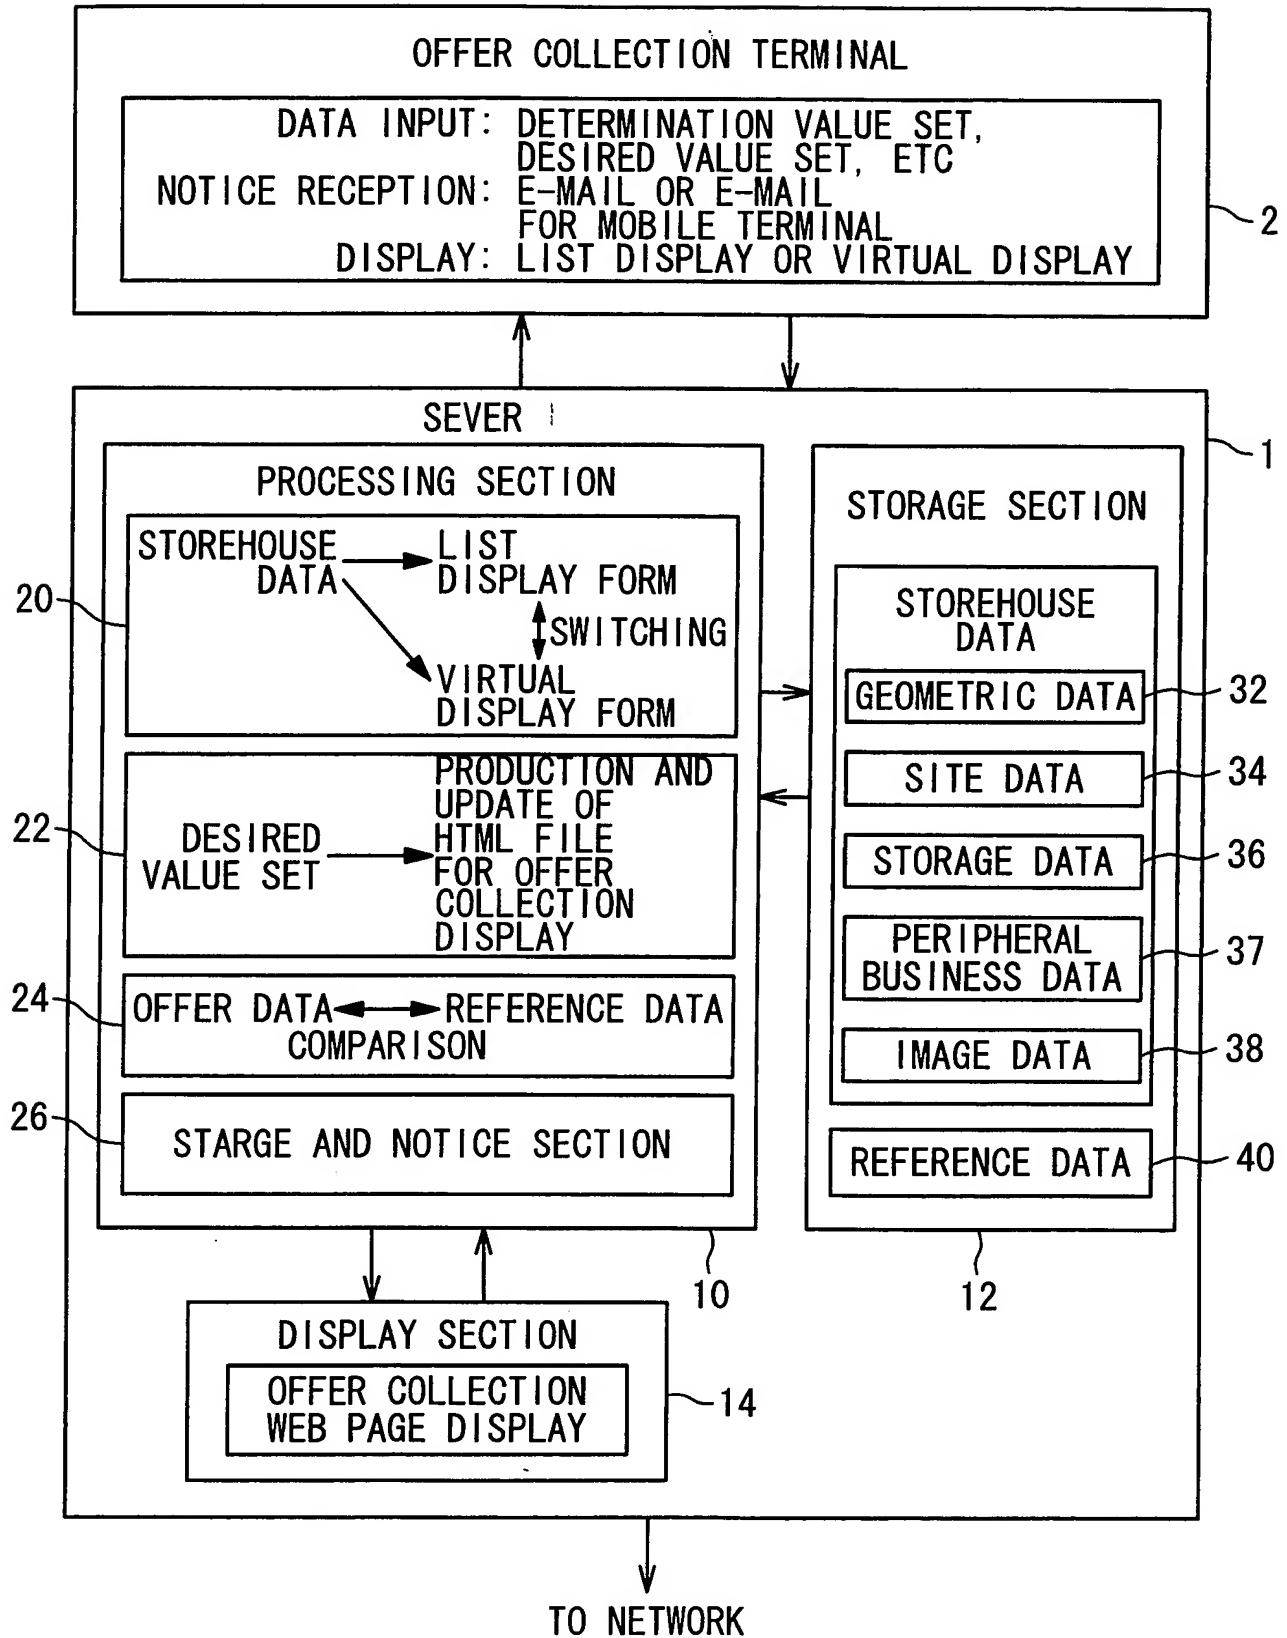 OFFER COLLECTION TERMINAL
DATA INPUT: DETERMINATION VALUE SET,
DESIRED VALUE SET, ETC
NOTICE RECEPTION: E-MAIL OR E-MAIL
FOR MOBILE TERMINAL
DISPLAY: LIST DISPLAY OR VIRTUAL DISPLAY
2
SEVER
1
PROCESSING SECTION
STOREHOUSE DATA
LIST DISPLAY FORM
SWITCHING
VIRTUAL DISPLAY FORM
20
DESIRED
VALUE SET
PRODUCTION AND
UPDATE OF
HTML FILE
FOR OFFER
COLLECTION
DISPLAY
22
OFFER DATA REFERENCE DATA
COMPARISON
24
STARGE AND NOTICE SECTION
26
10
STORAGE SECTION
STOREHOUSE
DATA
GEOMETRIC DATA
32
SITE DATA
34
STORAGE DATA
36
PERIPHERAL
BUSINESS DATA
37
IMAGE DATA
38
REFERENCE DATA
40
12
DISPLAY SECTION
OFFER COLLECTION
WEB PAGE DISPLAY
14
TO NETWORK